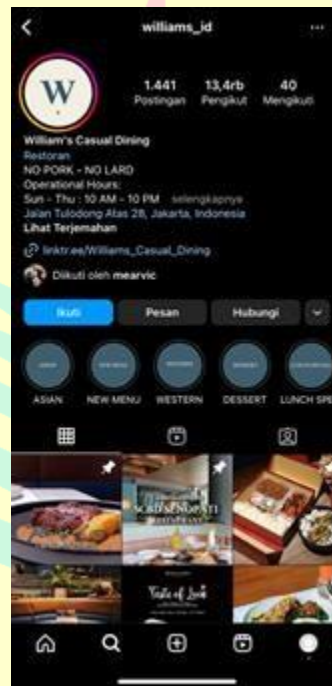 williams_id
W
1.441 13,4rb 40
Postingan Pengikut Mengikuti
William's Casual Dining
Restoran
NO PORK - NO LARD
Operational Hours:
Sun - Thu : 10 AM - 10 PM selengkapnya
Jalan Tulodong Atas 28, Jakarta, Indonesia
Lihat Terjemahan
linktr.ee/Williams_Casual_Dining
Diikuti oleh mearvic
Ikuti Pesan Hubungi
ASIAN NEW MENU WESTERN DESSERT LUNCH SPE
SCBD SENOPATI
Taste of